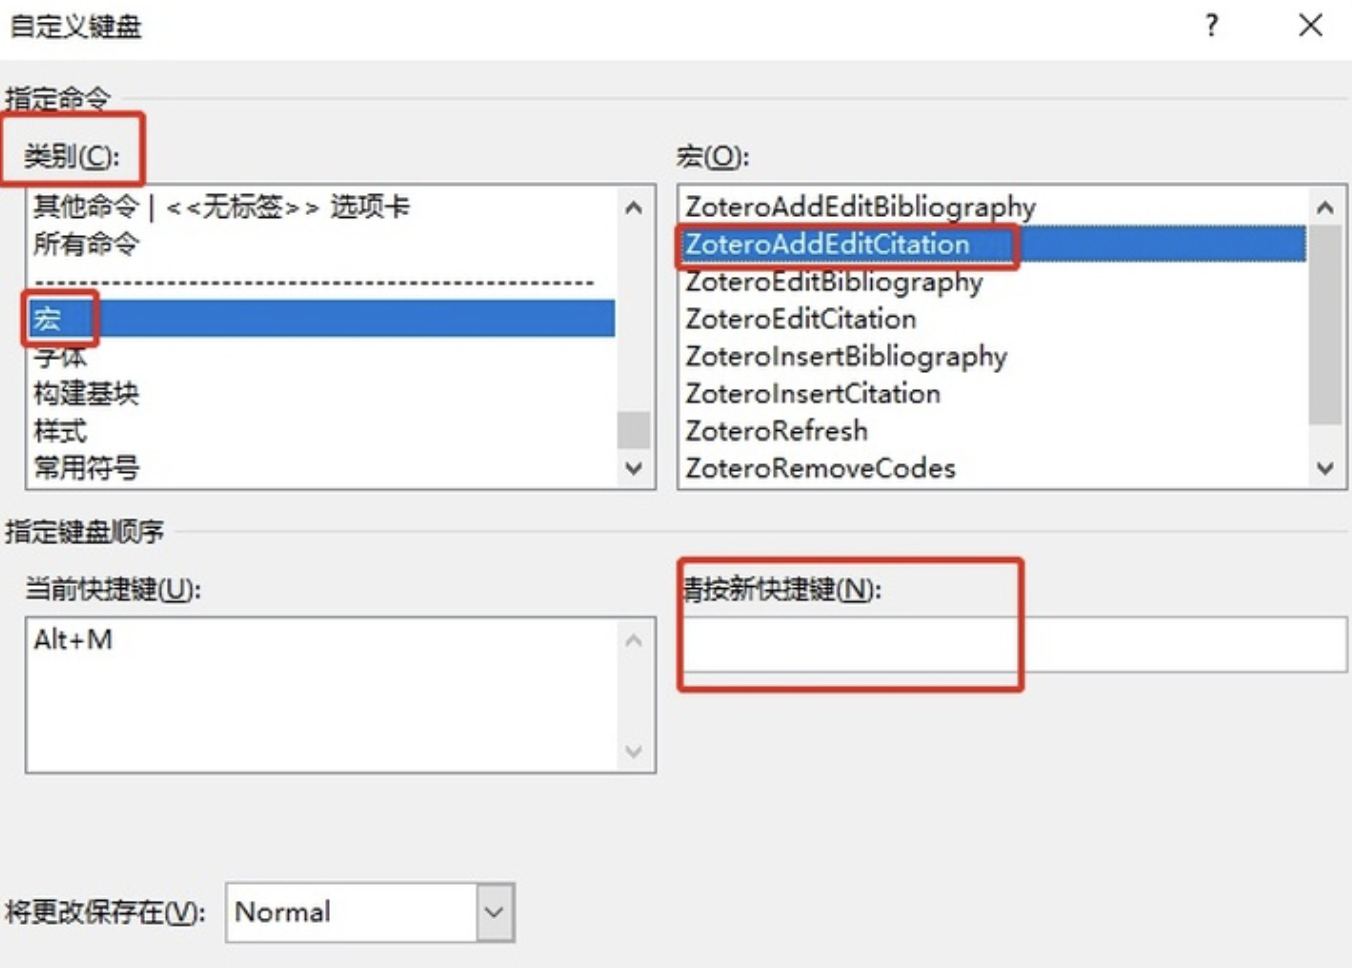 自定义键盘
?
指定命令
类别(C):
其他命令 | <<无标签>> 选项卡
所有命令
宏
字体
构建基块
样式
常用符号
宏(O):
ZoteroAddEditBibliography
ZoteroAddEditCitation
ZoteroEditBibliography
ZoteroEditCitation
ZoteroInsertBibliography
ZoteroInsertCitation
ZoteroRefresh
ZoteroRemoveCodes
指定键盘顺序
当前快捷键(U):
Alt+M
请按新快捷键(N):
将更改保存在(V):
Normal